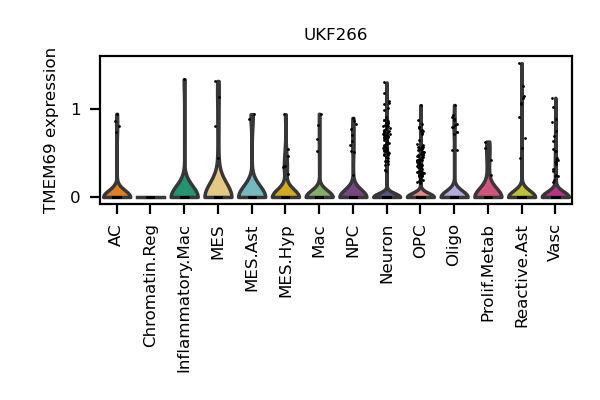 UKF266
TMEM69 expression
1
0
AC
Chromatin.Reg
Inflammatory.Mac
MES
MES.Ast
MES.Hyp
Mac
NPC
Neuron
OPC
Oligo
Prolif.Metab
Reactive.Ast
Vasc